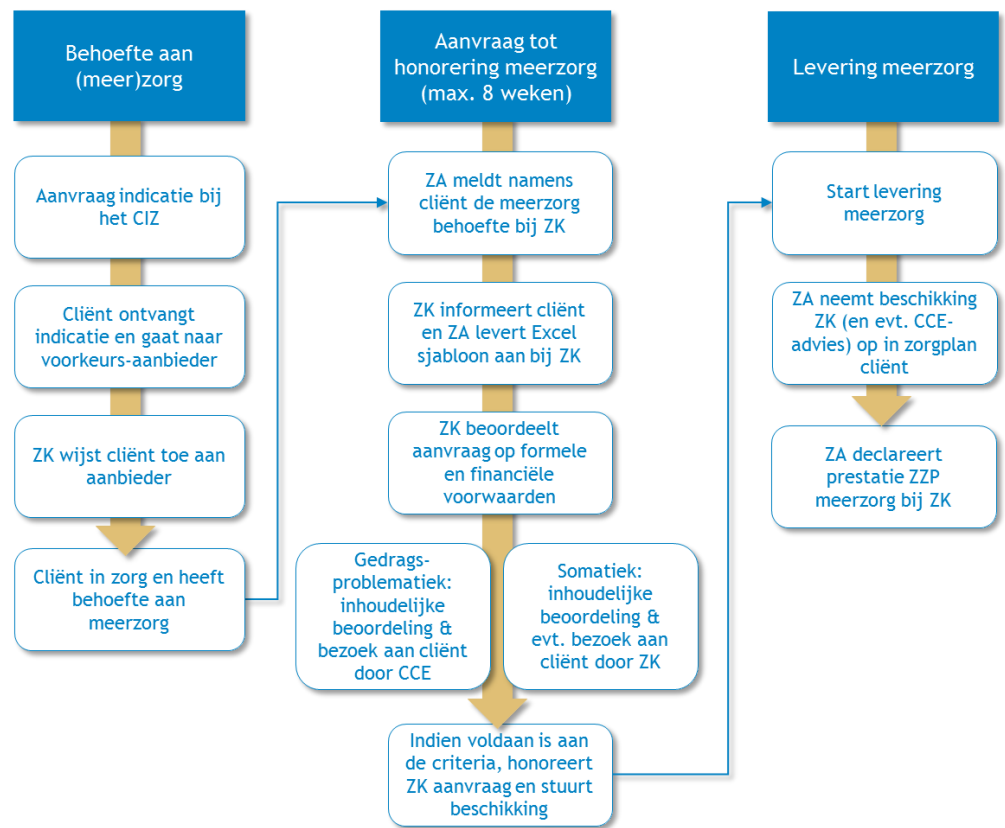 Behoefte aan
(meer)zorg
Aanvraag indicatie bij
het CIZ
Cliënt ontvangt
indicatie en gaat naar
voorkeurs-aanbieder
ZK wijst cliënt toe aan
aanbieder
Cliënt in zorg en heeft
behoefte aan
meerzorg
Aanvraag tot
honorering meerzorg
(max. 8 weken)
ZA meldt namens
cliënt de meerzorg
behoefte bij ZK
ZK informeert cliënt
en ZA levert Excel
sjabloon aan bij ZK
ZK beoordeelt
aanvraag op formele
en financiële
voorwaarden
Gedrags-
problematiek:
inhoudelijke
beoordeling &
bezoek aan cliënt
door CCE
Somatiek:
inhoudelijke
beoordeling &
evt. bezoek aan
cliënt door ZK
Indien voldaan is aan
de criteria, honoreert
ZK aanvraag en stuurt
beschikking
Levering meerzorg
Start levering
meerzorg
ZA neemt beschikking
ZK (en evt. CCE-
advies) op in zorgplan
cliënt
ZA declareert
prestatie ZZP
meerzorg bij ZK